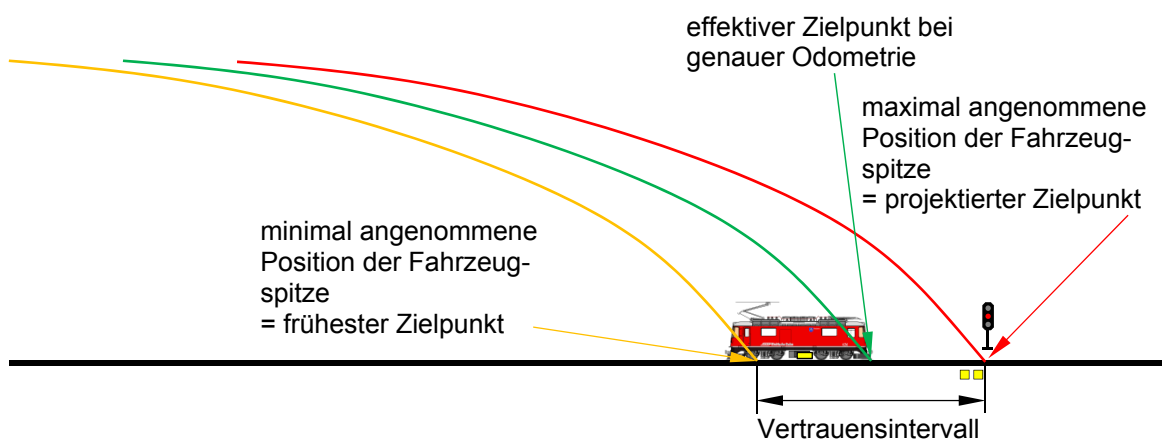 effektiver Zielpunkt bei
genauer Odometrie
maximal angenommene
Position der Fahrzeug-
spitze
= projektierter Zielpunkt
minimal angenommene
Position der Fahrzeug-
spitze
= frühester Zielpunkt
Vertrauensintervall